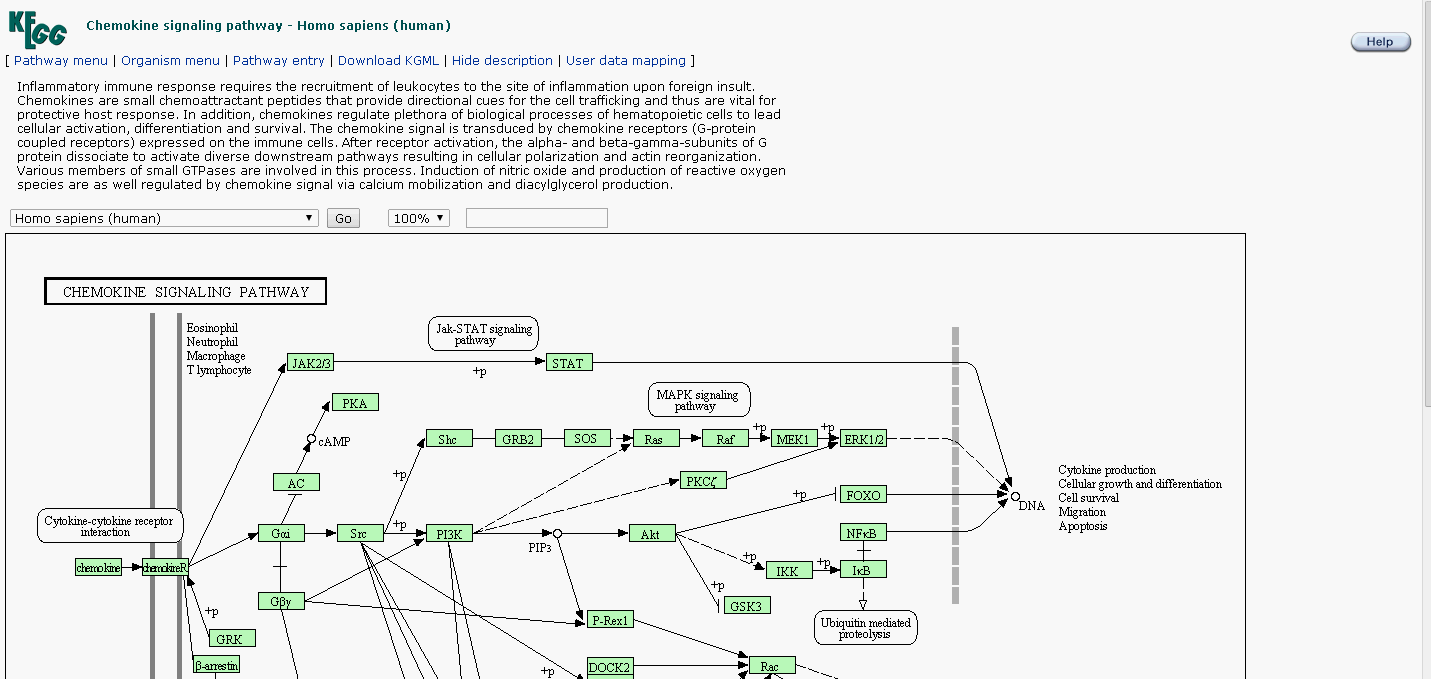 KEGG
Chemokine signaling pathway - Homo sapiens (human)
Help
[ Pathway menu | Organism menu | Pathway entry | Download KGML | Hide description | User data mapping ]
Inflammatory immune response requires the recruitment of leukocytes to the site of inflammation upon foreign insult.
Chemokines are small chemoattractant peptides that provide directional cues for the cell trafficking and thus are vital for
protective host response. In addition, chemokines regulate plethora of biological processes of hematopoietic cells to lead
cellular activation, differentiation and survival. The chemokine signal is transduced by chemokine receptors (G-protein
coupled receptors) expressed on the immune cells. After receptor activation, the alpha- and beta-gamma-subunits of G
protein dissociate to activate diverse downstream pathways resulting in cellular polarization and actin reorganization.
Various members of small GTPases are involved in this process. Induction of nitric oxide and production of reactive oxygen
species are as well regulated by chemokine signal via calcium mobilization and diacylglycerol production.
Homo sapiens (human) Go 100%
CHEMOKINE SIGNALING PATHWAY
Eosinophil
Neutrophil
Macrophage
T lymphocyte
Jak-STAT signaling
pathway
JAK2/3
STAT
+p
MAPK signaling
pathway
PKA
cAMP
+p
+p
Shc
GRB2
SOS
Ras
Raf
MEK1
ERK1/2
+p
AC
PKCζ
Cytokine production
Cellular growth and differentiation
Cell survival
Migration
Apoptosis
+p
FOXO
DNA
Cytokine-cytokine receptor
interaction
+p
Gαi
Src
PI3K
PIP3
Akt
NFκB
+p
+p
chemokine
chemokineR
IKK
IκB
+p
Gβγ
GSK3
+p
P-Rex1
Ubiquitin mediated
proteolysis
GRK
β-arrestin
+p
DOCK2
Rac